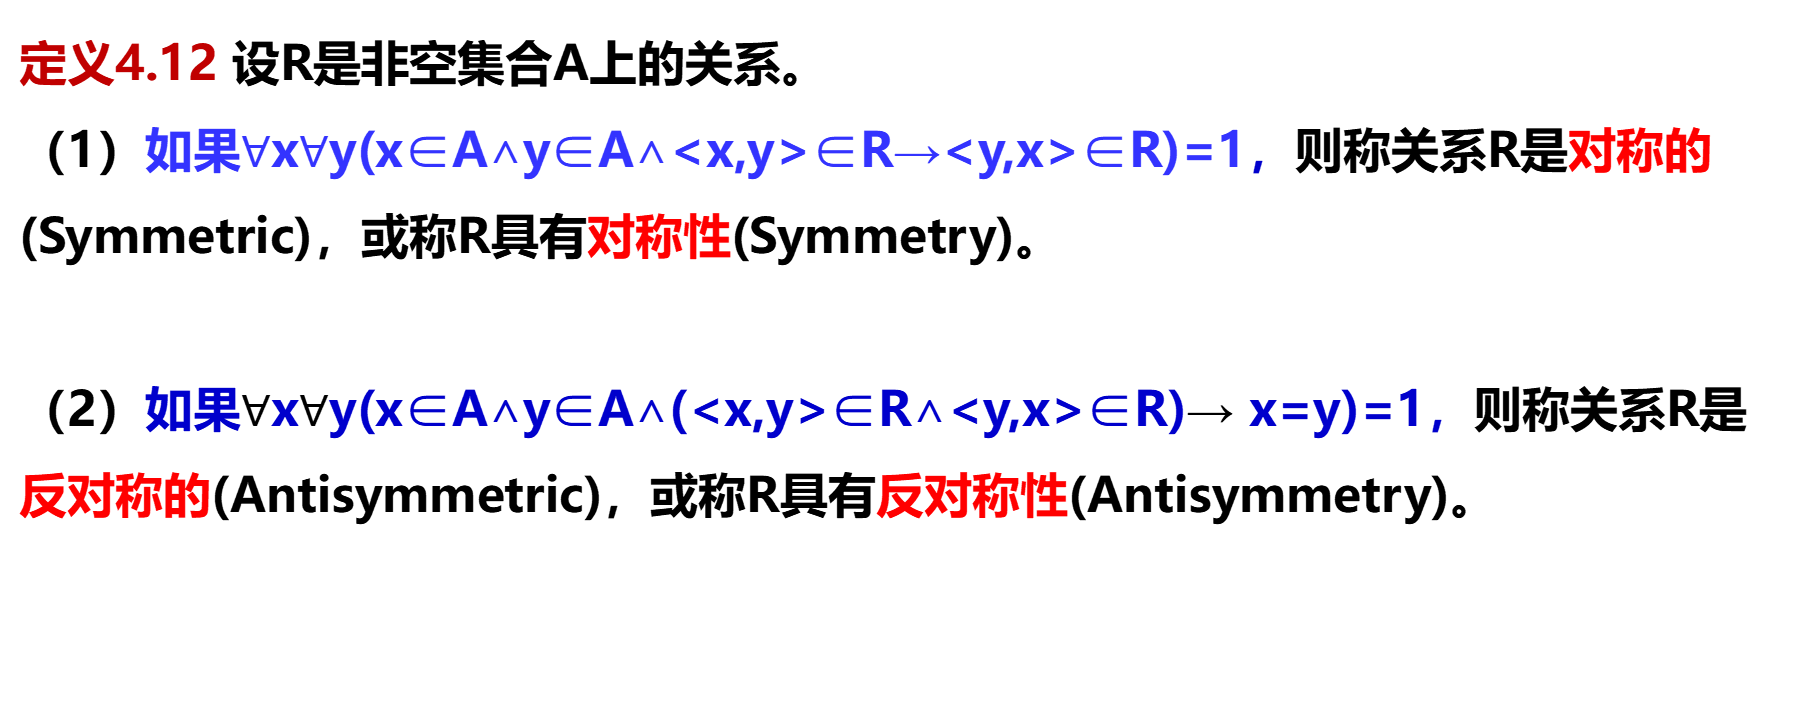 定义4.12 设R是非空集合A上的关系。
（1）如果∀x∀y(x∈A∧y∈A∧<x,y>∈R→<y,x>∈R)=1，则称关系R是对称的
(Symmetric)，或称R具有对称性(Symmetry)。
（2）如果∀x∀y(x∈A∧y∈A∧(<x,y>∈R∧<y,x>∈R)→ x=y)=1，则称关系R是
反对称的(Antisymmetric)，或称R具有反对称性(Antisymmetry)。